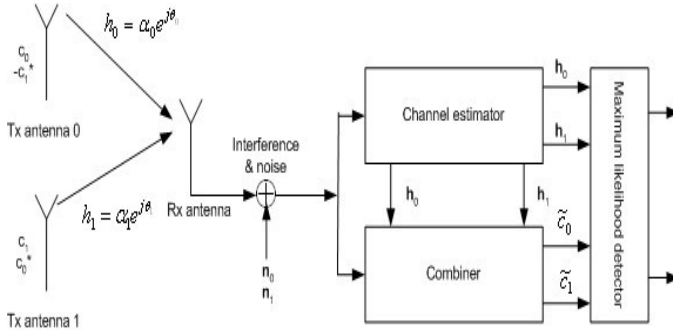 h₀ = α₀e^{jθ₀}
c₀
-c₁*
Tx antenna 0
h₁ = α₁e^{jθ₁}
c₁
c₀*
Tx antenna 1
Rx antenna
Interference
& noise
n₀
n₁
Channel estimator
h₀
h₁
h₀
h₁
Combiner
c̃₀
c̃₁
Maximum likelihood detector